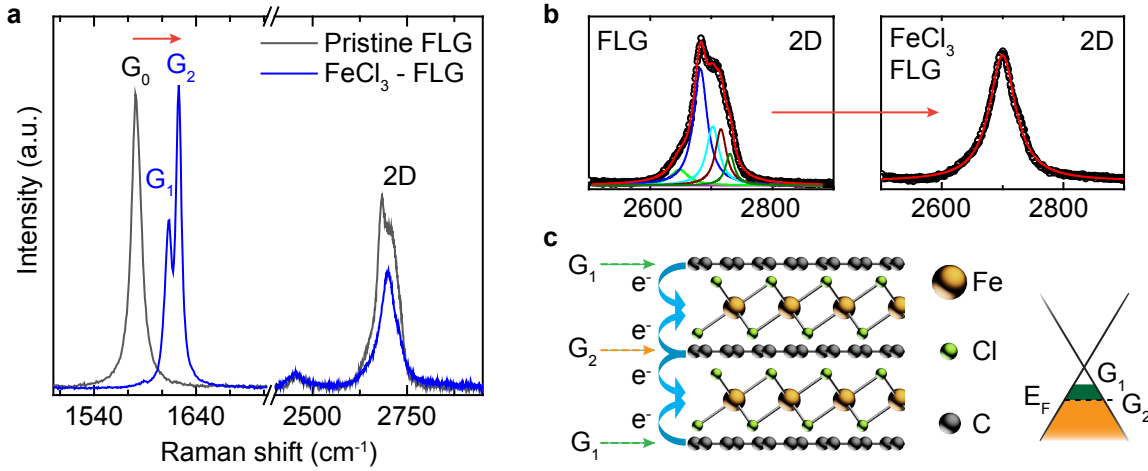 a
Pristine FLG
FeCl₃ - FLG
G₀
G₂
G₁
2D
Intensity (a.u.)
1540
1640
2500
2750
Raman shift (cm⁻¹)
b
FLG
2D
2600
2800
FeCl₃
FLG
2D
2600
2800
c
G₁
e⁻
e⁻
G₂
e⁻
e⁻
G₁
Fe
Cl
C
G₁
E_F
G₂